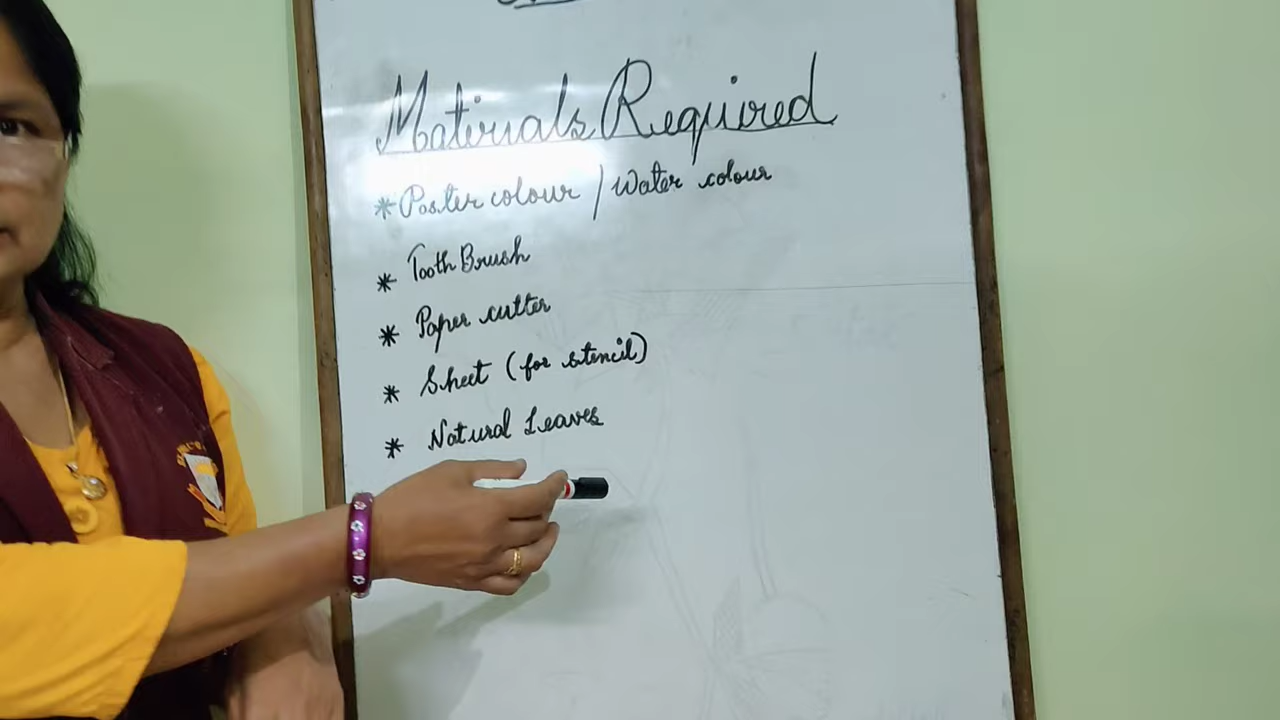 Materials Required
* Poster colour / Water colour
* Tooth Brush
* Paper cutter
* Sheet (for stencil)
* Natural Leaves